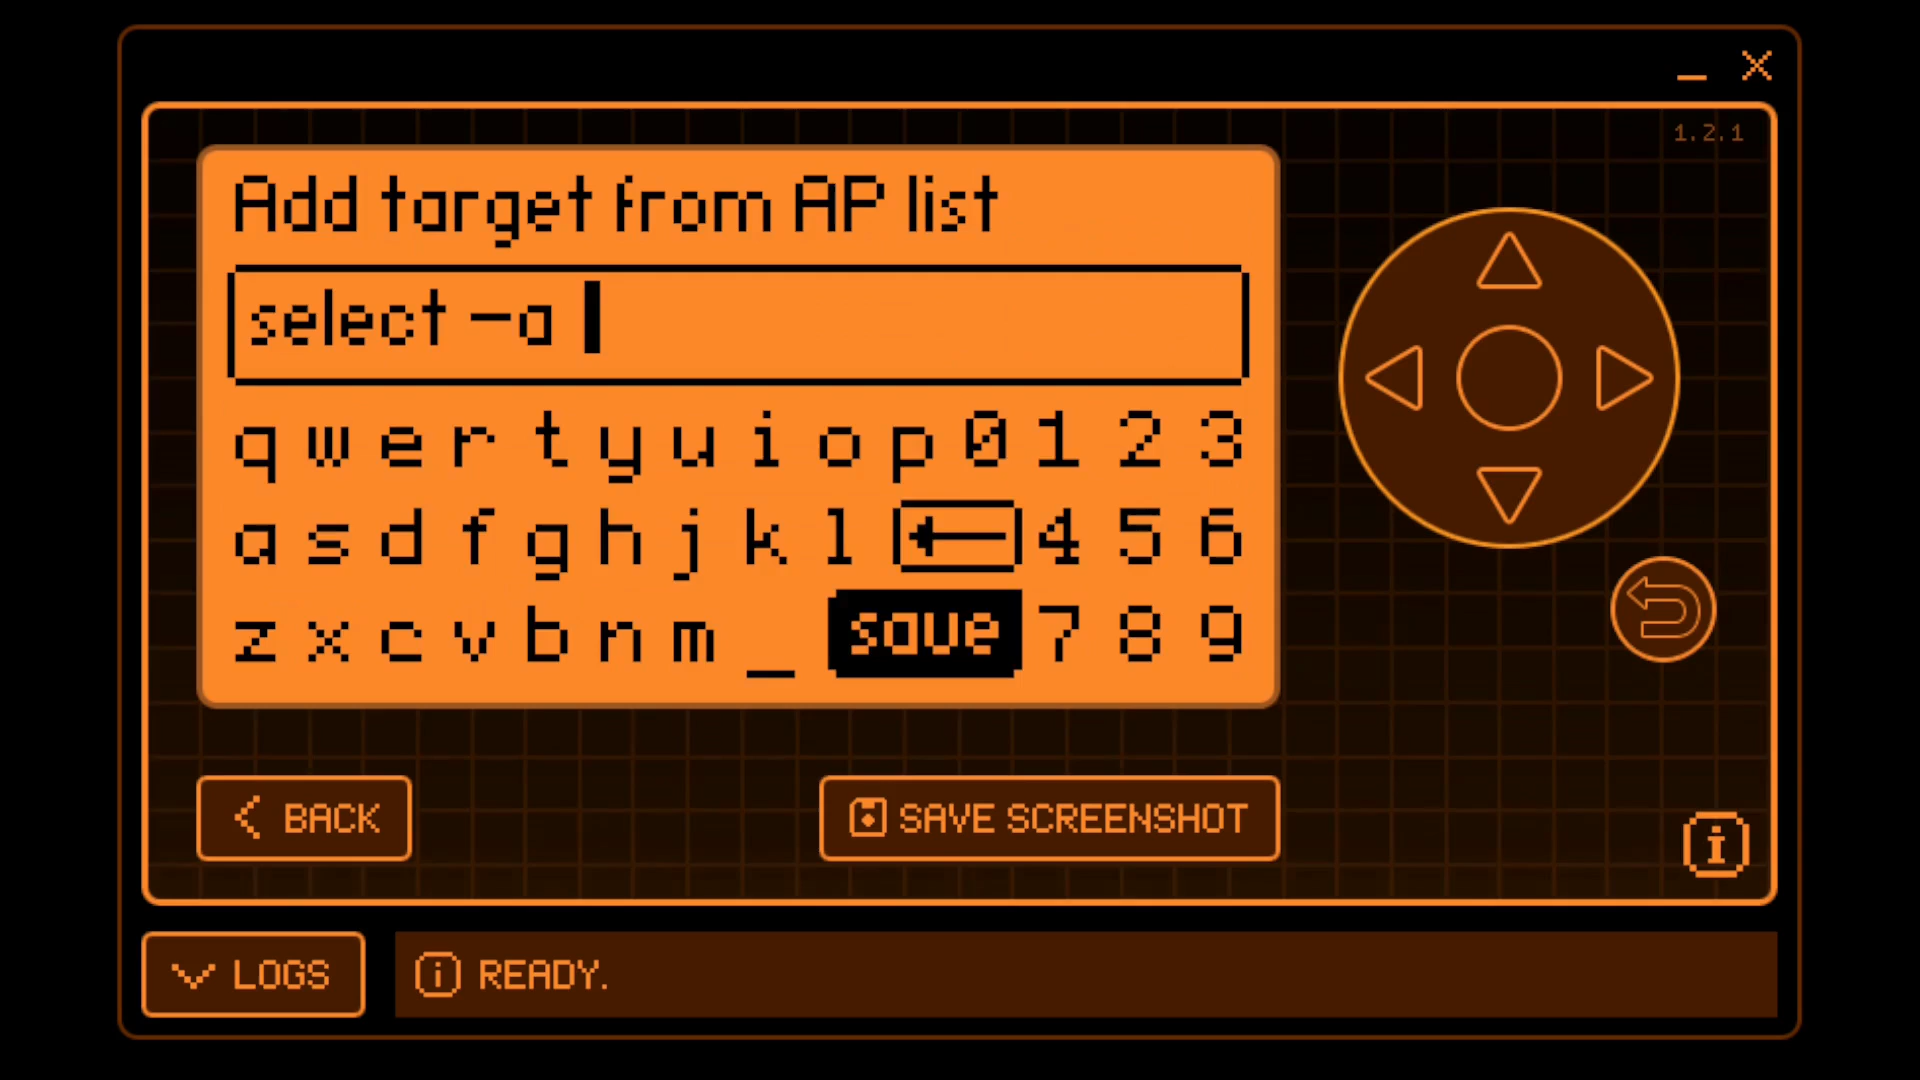 1.2.1
Add target from AP list
select -a
q w e r t y u i o p 0 1 2 3
a s d f g h j k l 4 5 6
z x c v b n m _ save 7 8 9
BACK
SAVE SCREENSHOT
LOGS
READY.